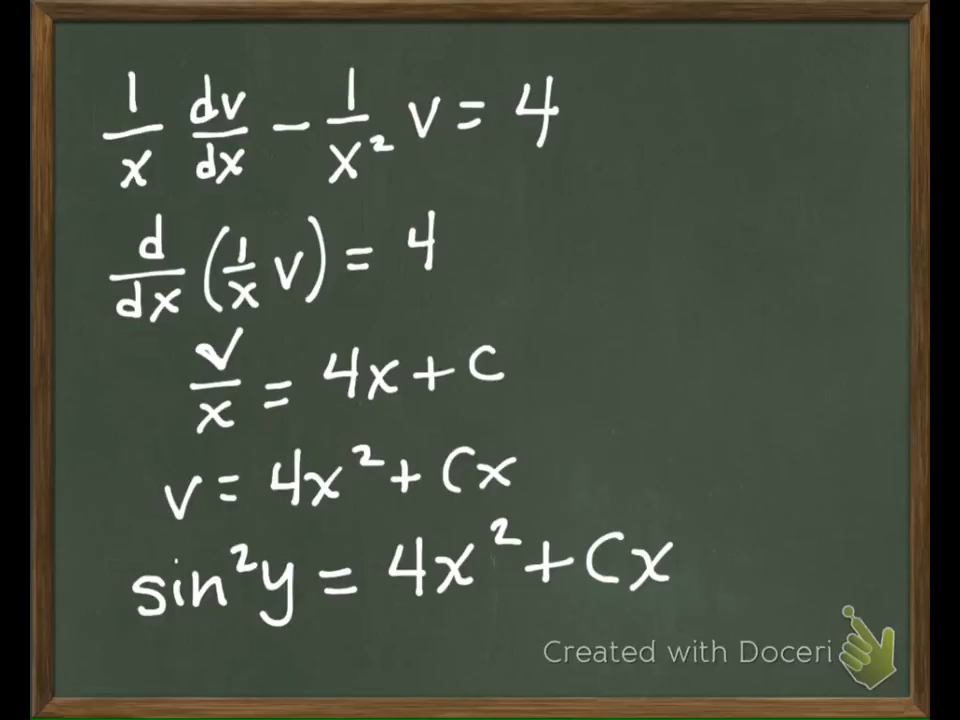 1/x dv/dx − 1/x² v = 4
d/dx (1/x v) = 4
v/x = 4x + C
v = 4x² + Cx
sin²y = 4x² + Cx
Created with Doceri